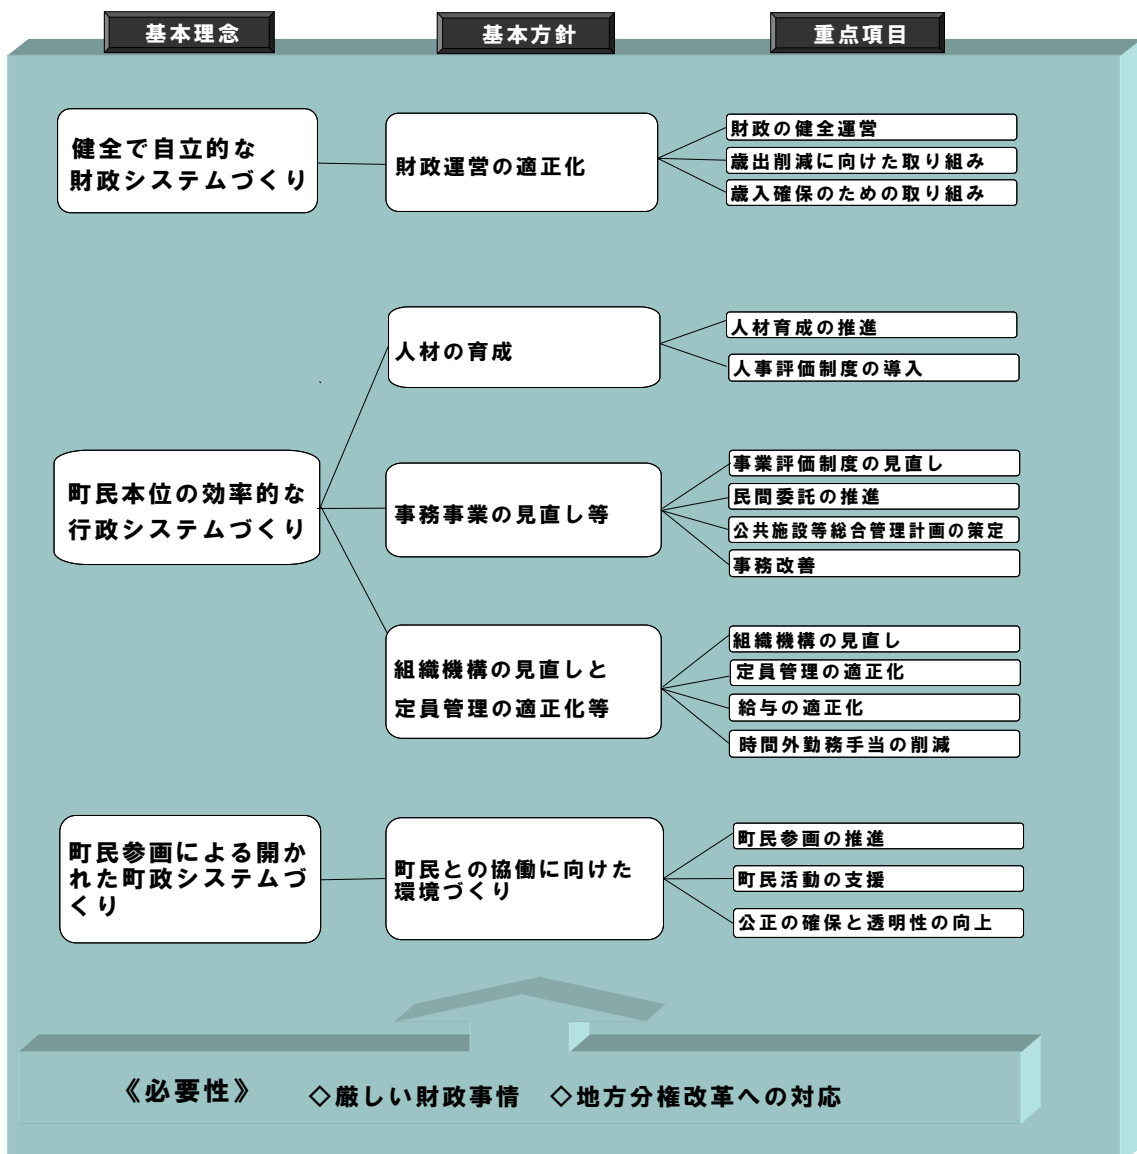 基本理念
基本方針
重点項目
健全で自立的な
財政システムづくり
財政運営の適正化
財政の健全運営
歳出削減に向けた取り組み
歳入確保のための取り組み
町民本位の効率的な
行政システムづくり
人材の育成
人材育成の推進
人事評価制度の導入
事務事業の見直し等
事業評価制度の見直し
民間委託の推進
公共施設等総合管理計画の策定
事務改善
組織機構の見直しと
定員管理の適正化等
組織機構の見直し
定員管理の適正化
給与の適正化
時間外勤務手当の削減
町民参画による開か
れた町政システムづ
くり
町民との協働に向けた
環境づくり
町民参画の推進
町民活動の支援
公正の確保と透明性の向上
《必要性》 ◇厳しい財政事情 ◇地方分権改革への対応